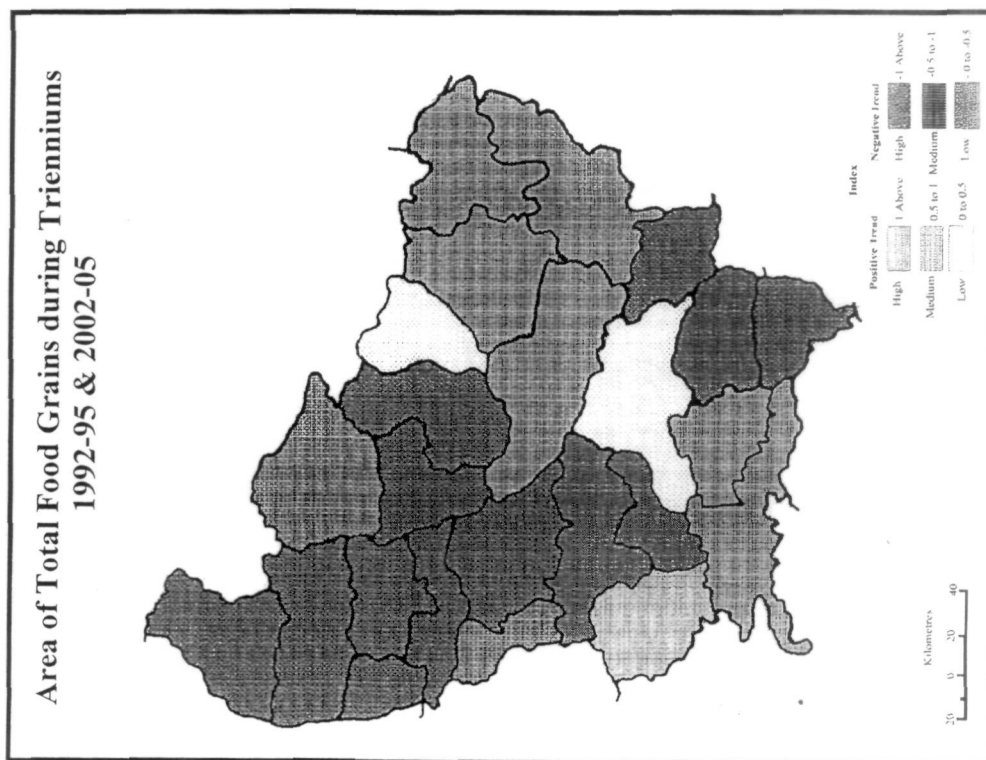 Area of Total Food Grains during Trienniums
1992-95 & 2002-05
Index
Positive Trend Negative Trend
High 1 Above High -1 Above
Medium 0.5 to 1 Medium -0.5 to -1
Low 0 to 0.5 Low - 0 to -0.5
Kilometres
20 0 20 40